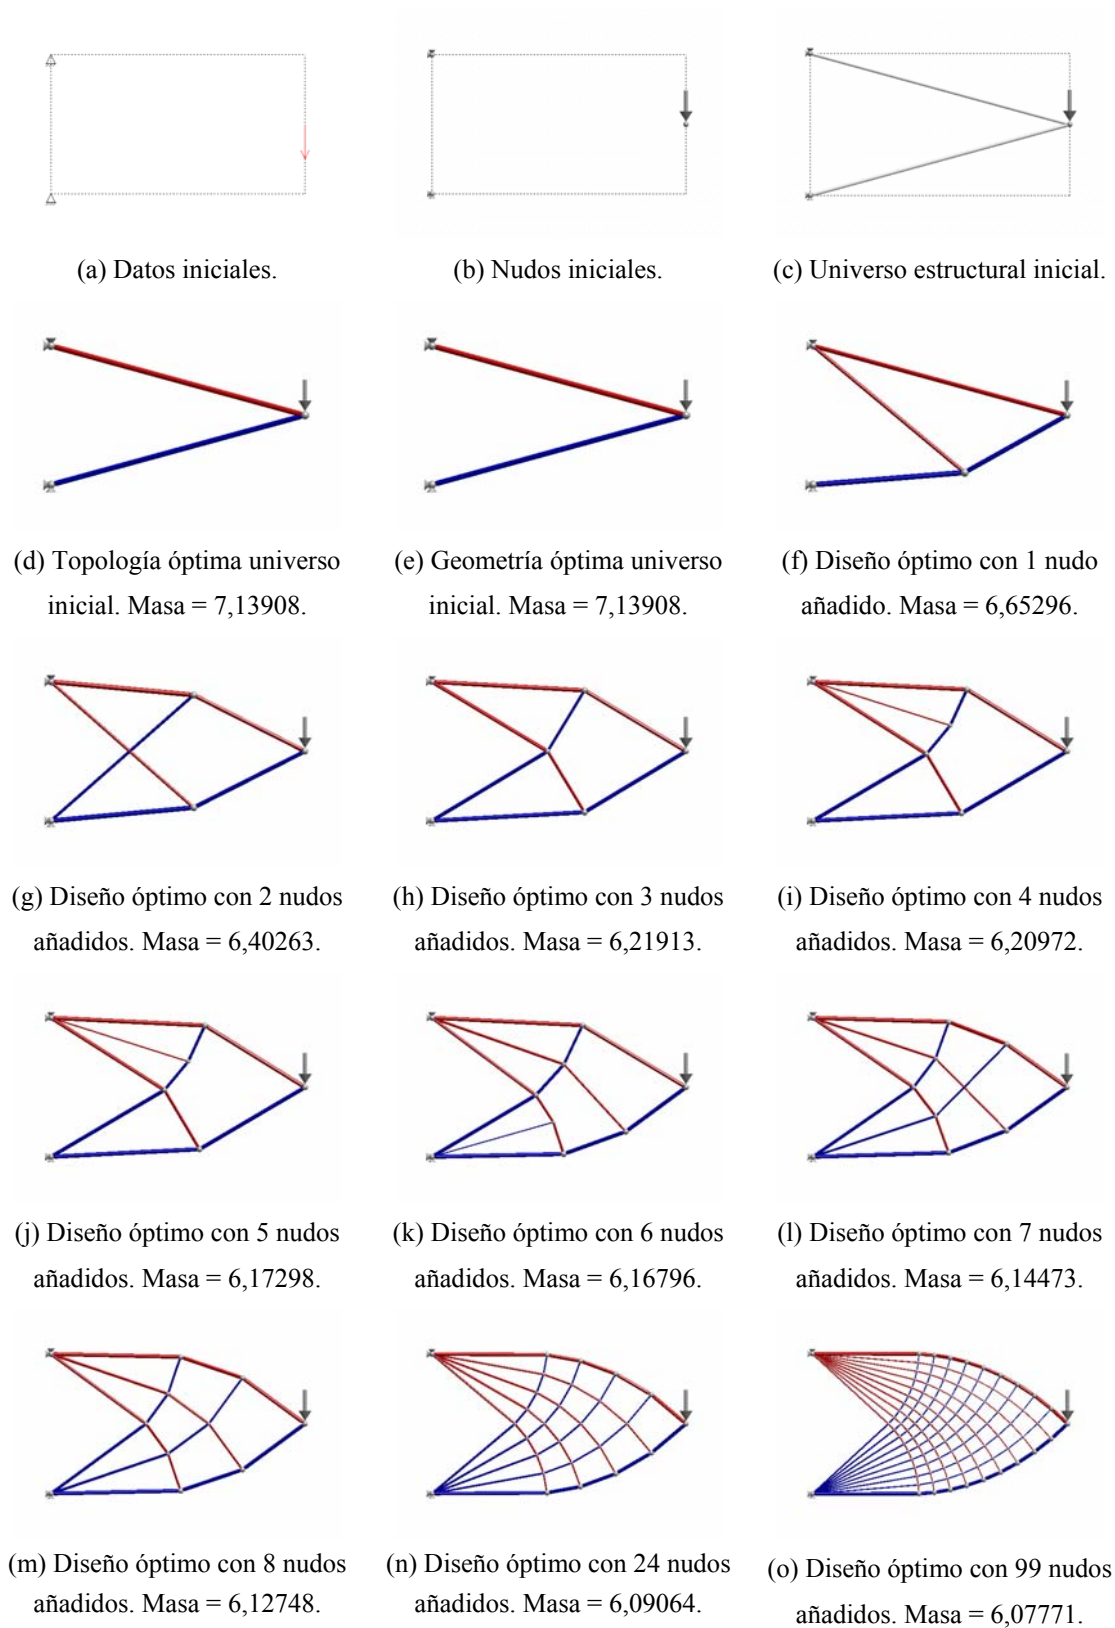 (a) Datos iniciales.
(b) Nudos iniciales.
(c) Universo estructural inicial.
(d) Topología óptima universo
inicial. Masa = 7,13908.
(e) Geometría óptima universo
inicial. Masa = 7,13908.
(f) Diseño óptimo con 1 nudo
añadido. Masa = 6,65296.
(g) Diseño óptimo con 2 nudos
añadidos. Masa = 6,40263.
(h) Diseño óptimo con 3 nudos
añadidos. Masa = 6,21913.
(i) Diseño óptimo con 4 nudos
añadidos. Masa = 6,20972.
(j) Diseño óptimo con 5 nudos
añadidos. Masa = 6,17298.
(k) Diseño óptimo con 6 nudos
añadidos. Masa = 6,16796.
(l) Diseño óptimo con 7 nudos
añadidos. Masa = 6,14473.
(m) Diseño óptimo con 8 nudos
añadidos. Masa = 6,12748.
(n) Diseño óptimo con 24 nudos
añadidos. Masa = 6,09064.
(o) Diseño óptimo con 99 nudos
añadidos. Masa = 6,07771.